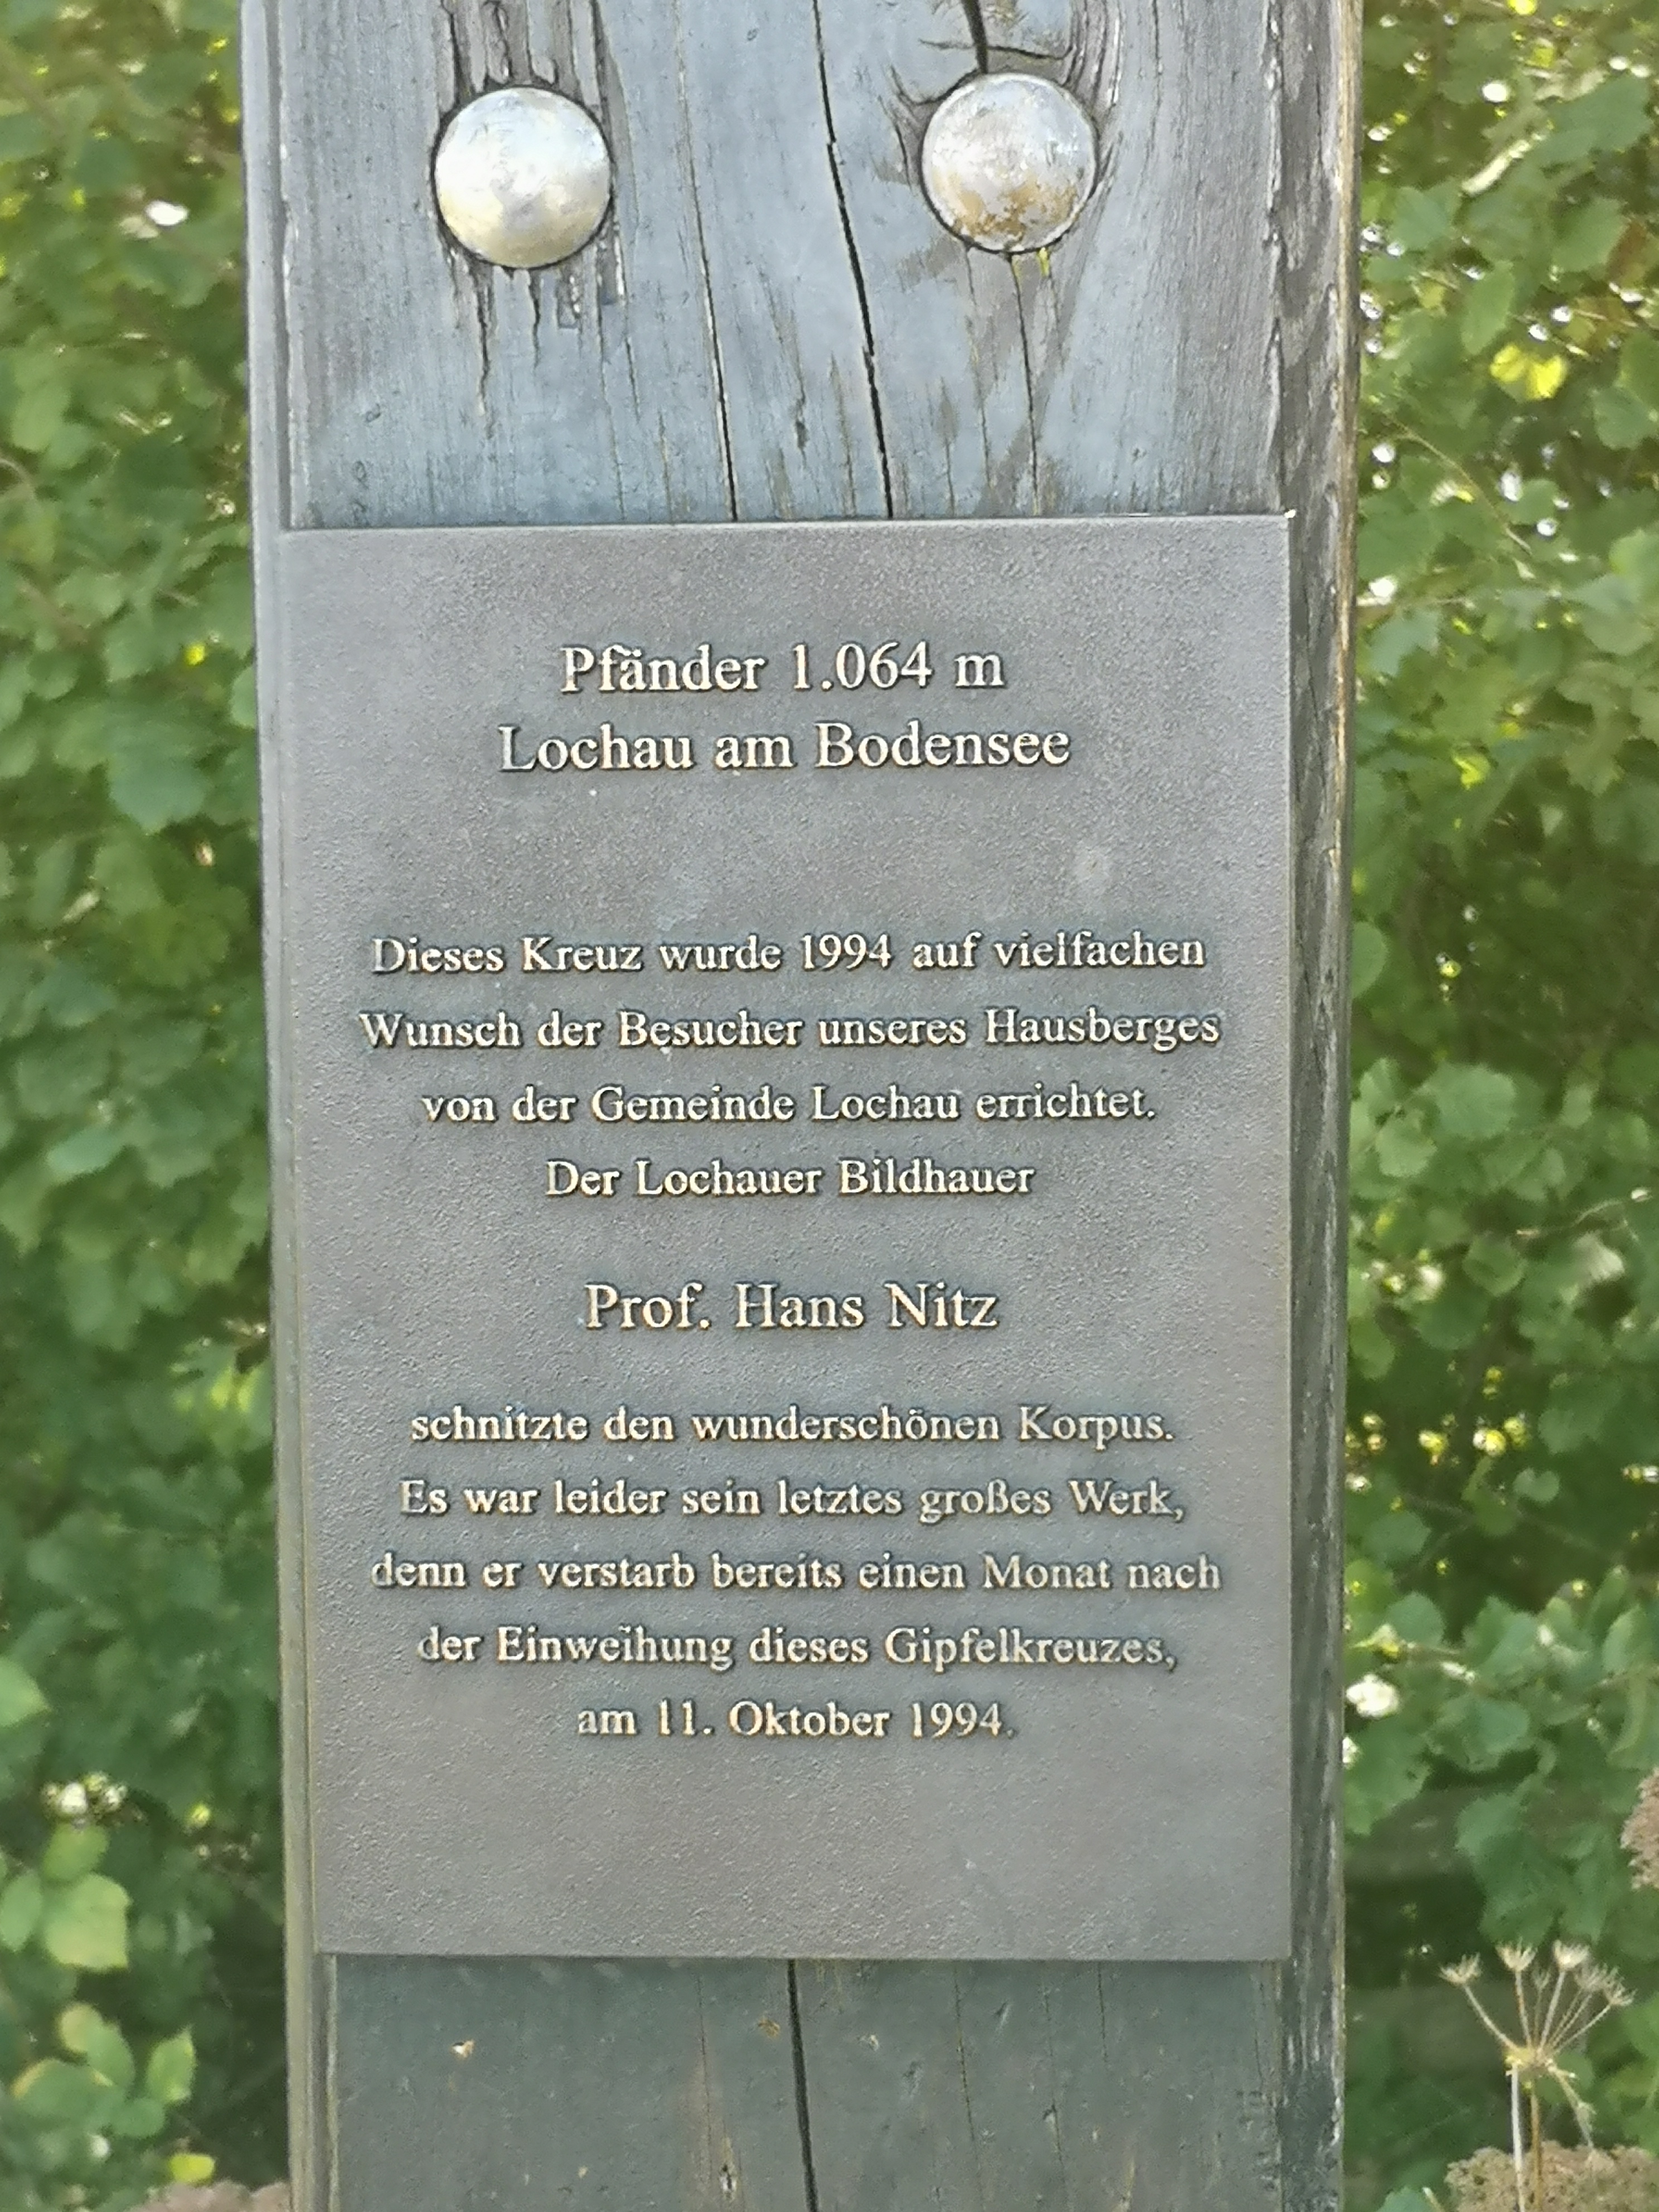 Pfänder 1.064 m
Lochau am Bodensee
Dieses Kreuz wurde 1994 auf vielfachen
Wunsch der Besucher unseres Hausberges
von der Gemeinde Lochau errichtet.
Der Lochauer Bildhauer
Prof. Hans Nitz
schnitzte den wunderschönen Korpus.
Es war leider sein letztes großes Werk,
denn er verstarb bereits einen Monat nach
der Einweihung dieses Gipfelkreuzes,
am 11. Oktober 1994.